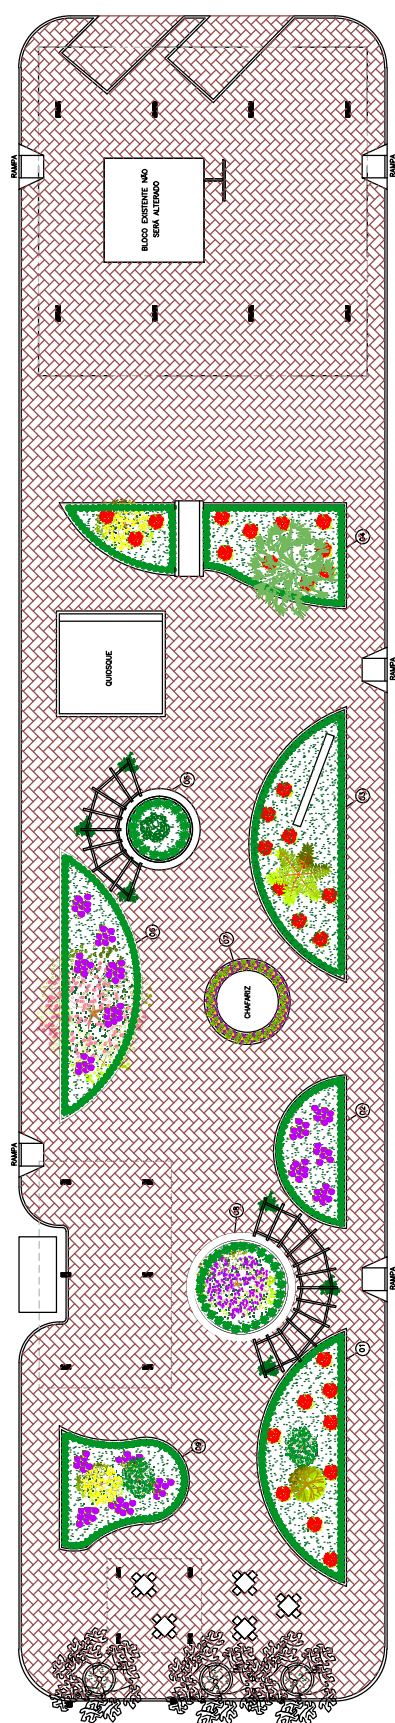 RAMPA
RAMPA
BLOCO EXISTENTE NÃO
SERÁ ALTERADO
04
QUIOSQUE
RAMPA
05
03
06
07
CHAFARIZ
02
RAMPA
08
RAMPA
01
09